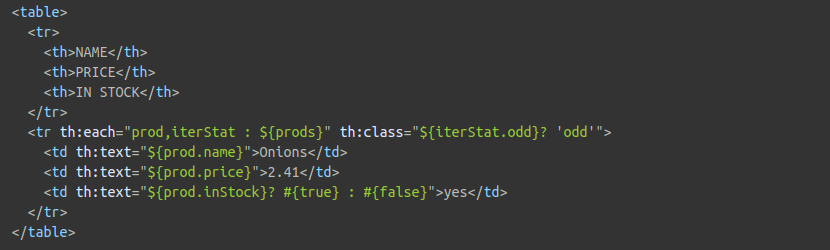 <table>
  <tr>
    <th>NAME</th>
    <th>PRICE</th>
    <th>IN STOCK</th>
  </tr>
  <tr th:each="prod,iterStat : ${prods}" th:class="${iterStat.odd}? 'odd'">
    <td th:text="${prod.name}">Onions</td>
    <td th:text="${prod.price}">2.41</td>
    <td th:text="${prod.inStock}? #{true} : #{false}">yes</td>
  </tr>
</table>